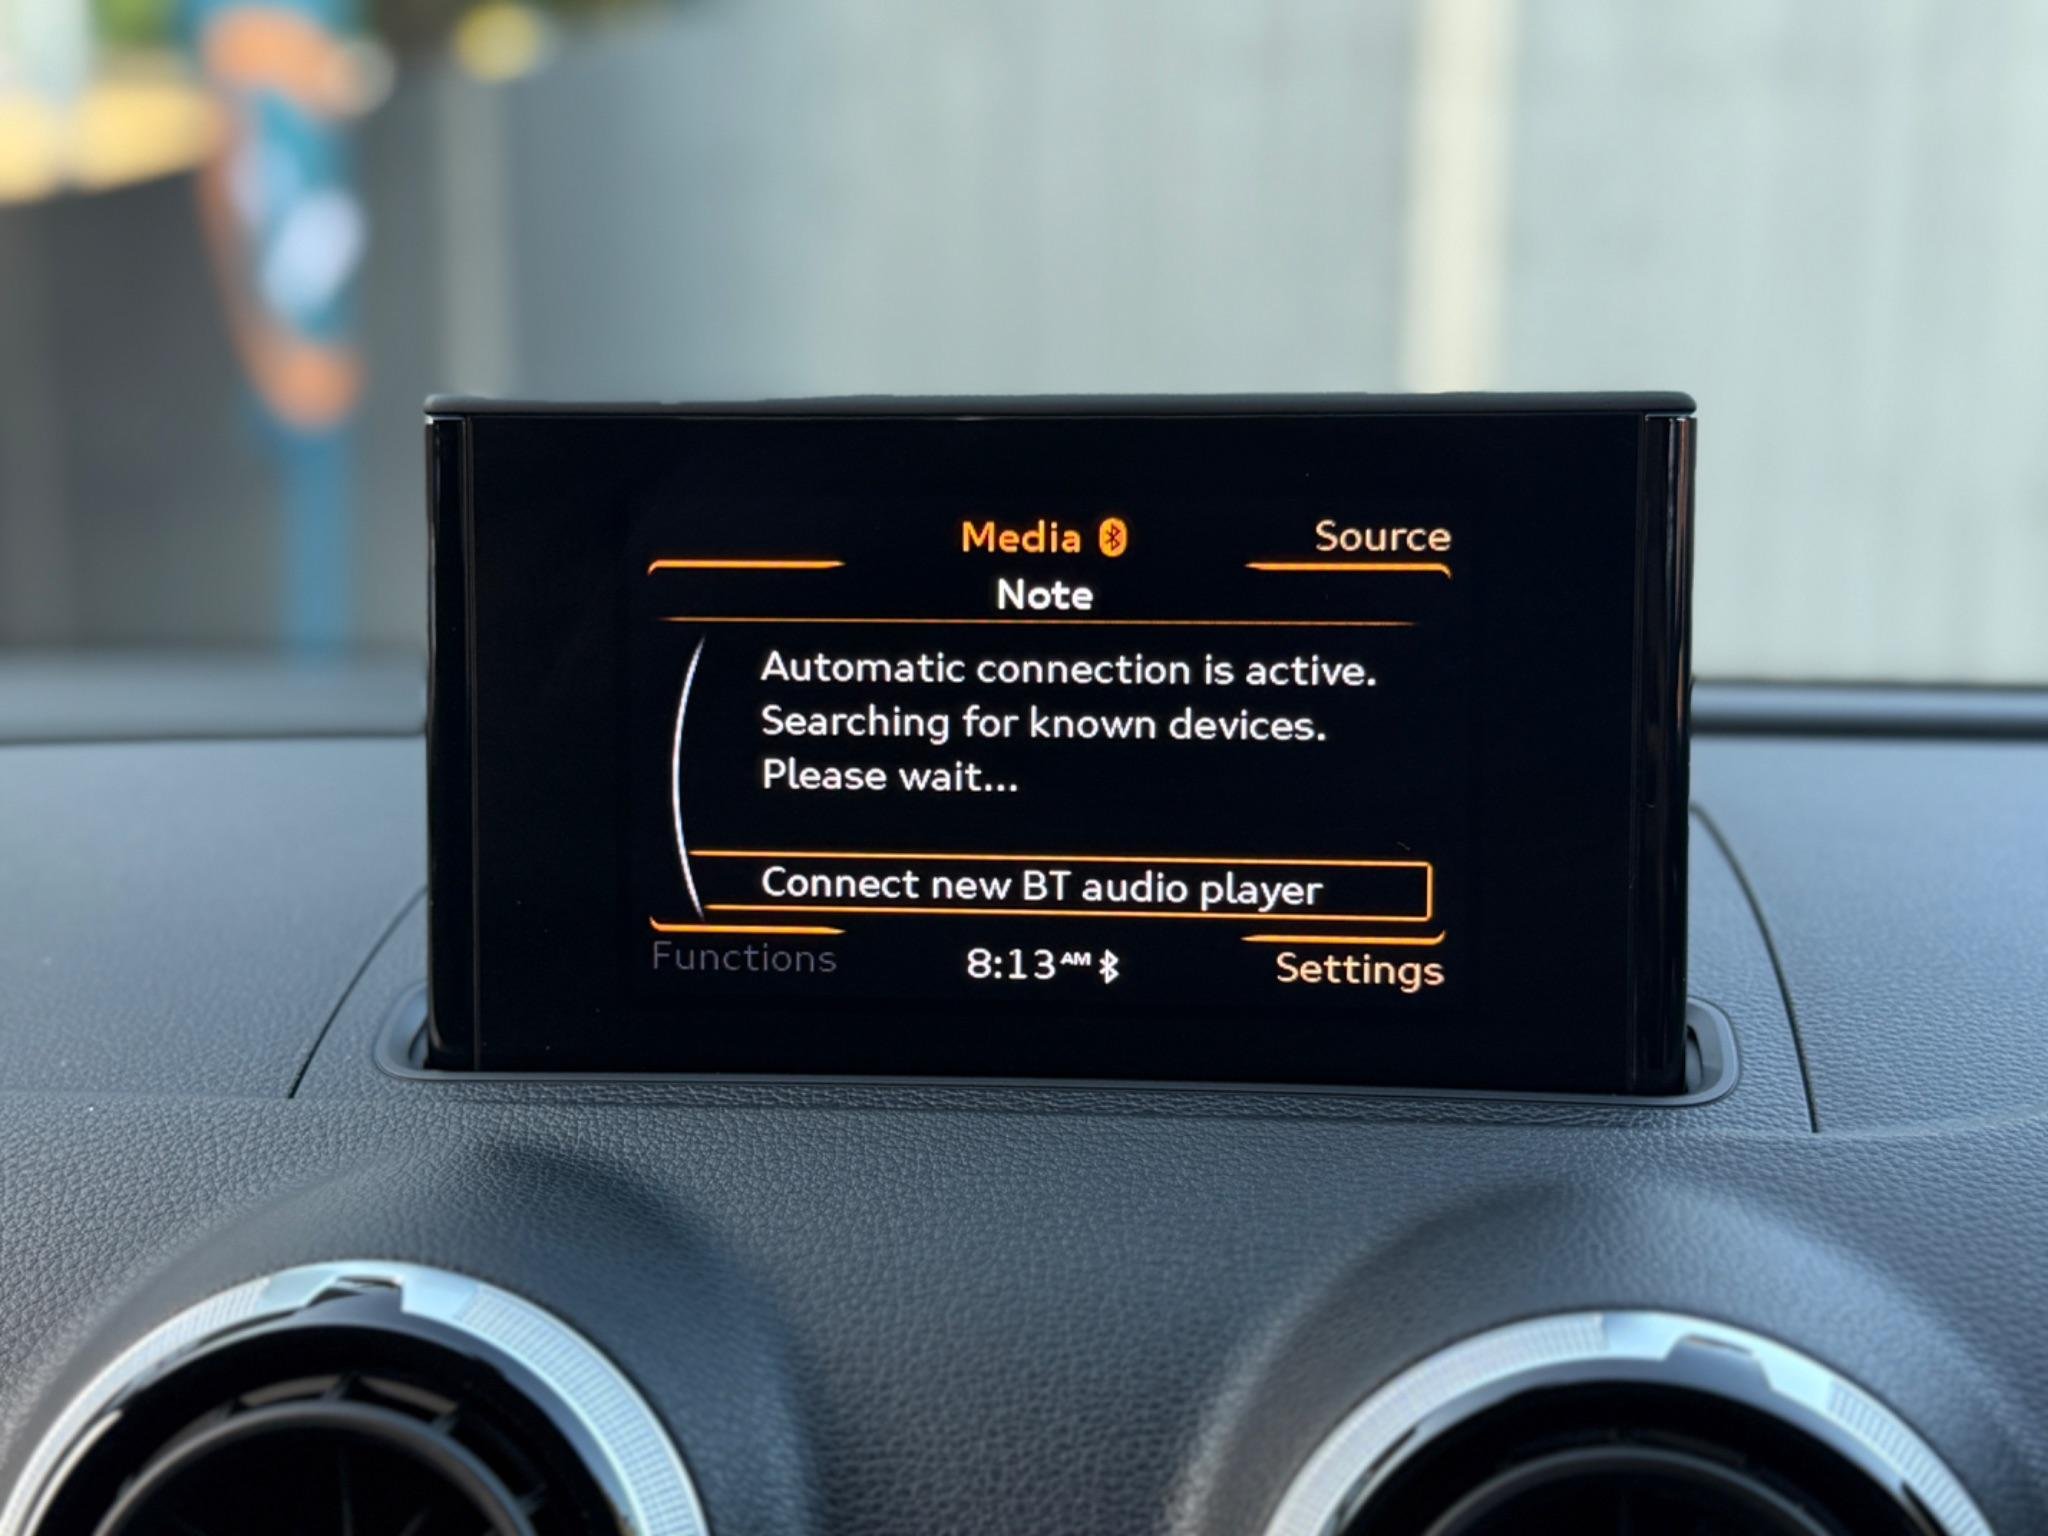 Media
Source
Note
Automatic connection is active.
Searching for known devices.
Please wait...
Connect new BT audio player
Functions
8:13 AM
Settings